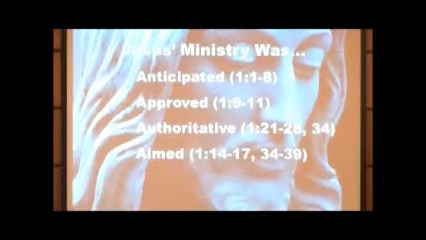 Jesus' Ministry Was...
Anticipated (1:1-8)
Approved (1:9-11)
Authoritative (1:21-28, 34)
Aimed (1:14-17, 34-39)